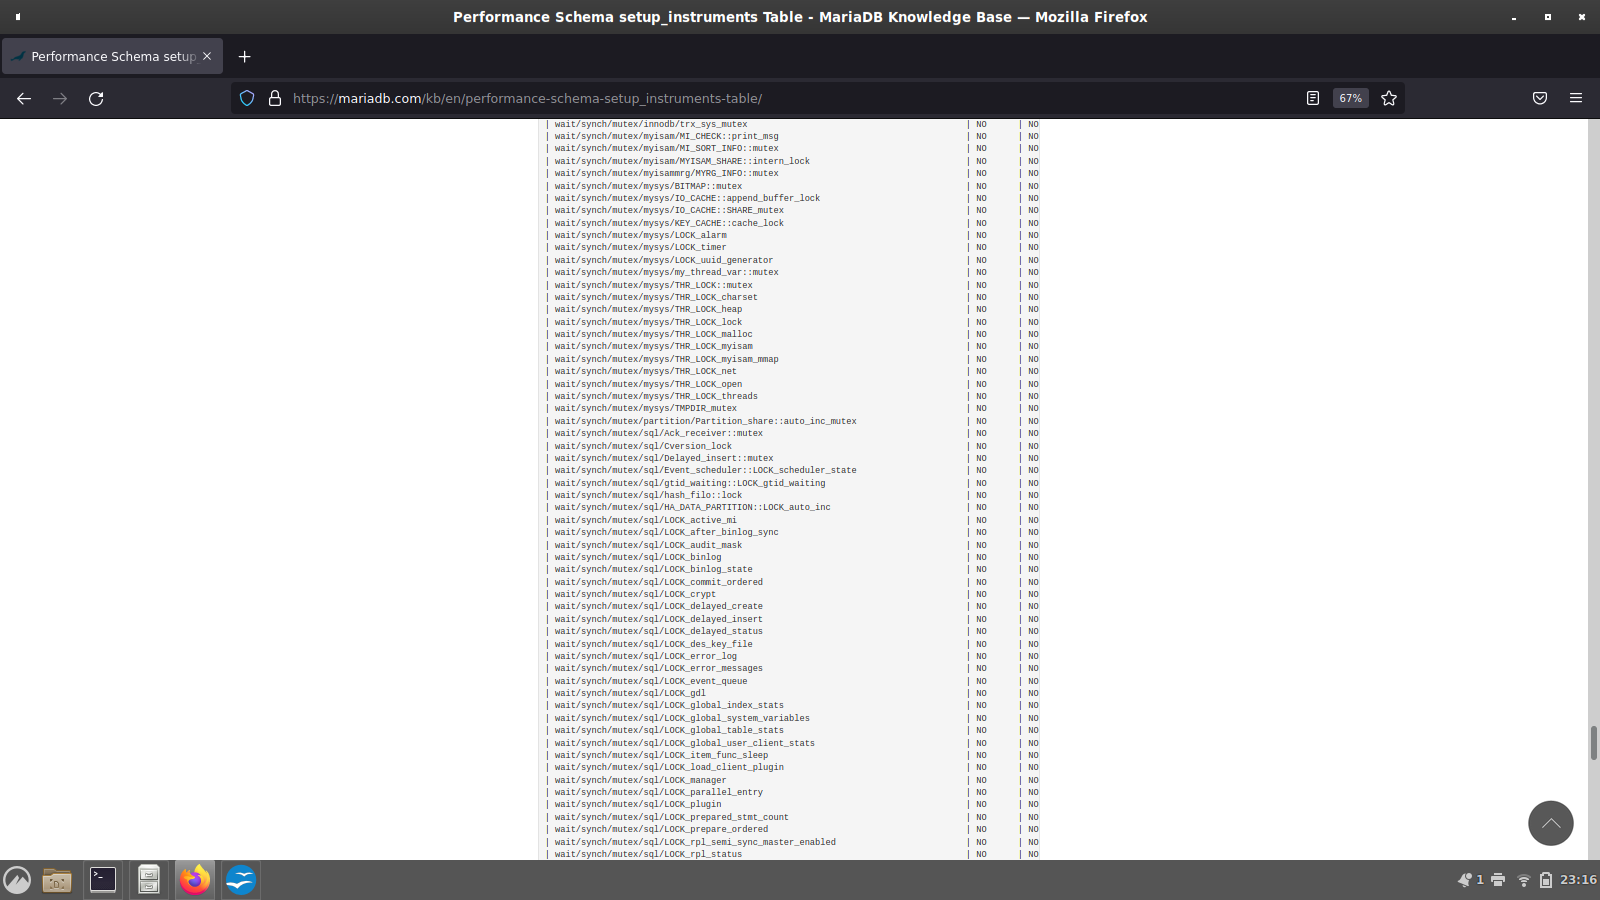 Performance Schema setup_instruments Table - MariaDB Knowledge Base — Mozilla Firefox
Performance Schema setup_
https://mariadb.com/kb/en/performance-schema-setup_instruments-table/
67%
| wait/synch/mutex/innodb/trx_sys_mutex | NO | NO
| wait/synch/mutex/myisam/MI_CHECK::print_msg | NO | NO
| wait/synch/mutex/myisam/MI_SORT_INFO::mutex | NO | NO
| wait/synch/mutex/myisam/MYISAM_SHARE::intern_lock | NO | NO
| wait/synch/mutex/myisammrg/MYRG_INFO::mutex | NO | NO
| wait/synch/mutex/mysys/BITMAP::mutex | NO | NO
| wait/synch/mutex/mysys/IO_CACHE::append_buffer_lock | NO | NO
| wait/synch/mutex/mysys/IO_CACHE::SHARE_mutex | NO | NO
| wait/synch/mutex/mysys/KEY_CACHE::cache_lock | NO | NO
| wait/synch/mutex/mysys/LOCK_alarm | NO | NO
| wait/synch/mutex/mysys/LOCK_timer | NO | NO
| wait/synch/mutex/mysys/LOCK_uuid_generator | NO | NO
| wait/synch/mutex/mysys/my_thread_var::mutex | NO | NO
| wait/synch/mutex/mysys/THR_LOCK::mutex | NO | NO
| wait/synch/mutex/mysys/THR_LOCK_charset | NO | NO
| wait/synch/mutex/mysys/THR_LOCK_heap | NO | NO
| wait/synch/mutex/mysys/THR_LOCK_lock | NO | NO
| wait/synch/mutex/mysys/THR_LOCK_malloc | NO | NO
| wait/synch/mutex/mysys/THR_LOCK_myisam | NO | NO
| wait/synch/mutex/mysys/THR_LOCK_myisam_mmap | NO | NO
| wait/synch/mutex/mysys/THR_LOCK_net | NO | NO
| wait/synch/mutex/mysys/THR_LOCK_open | NO | NO
| wait/synch/mutex/mysys/THR_LOCK_threads | NO | NO
| wait/synch/mutex/mysys/TMPDIR_mutex | NO | NO
| wait/synch/mutex/partition/Partition_share::auto_inc_mutex | NO | NO
| wait/synch/mutex/sql/Ack_receiver::mutex | NO | NO
| wait/synch/mutex/sql/Cversion_lock | NO | NO
| wait/synch/mutex/sql/Delayed_insert::mutex | NO | NO
| wait/synch/mutex/sql/Event_scheduler::LOCK_scheduler_state | NO | NO
| wait/synch/mutex/sql/gtid_waiting::LOCK_gtid_waiting | NO | NO
| wait/synch/mutex/sql/hash_filo::lock | NO | NO
| wait/synch/mutex/sql/HA_DATA_PARTITION::LOCK_auto_inc | NO | NO
| wait/synch/mutex/sql/LOCK_active_mi | NO | NO
| wait/synch/mutex/sql/LOCK_after_binlog_sync | NO | NO
| wait/synch/mutex/sql/LOCK_audit_mask | NO | NO
| wait/synch/mutex/sql/LOCK_binlog | NO | NO
| wait/synch/mutex/sql/LOCK_binlog_state | NO | NO
| wait/synch/mutex/sql/LOCK_commit_ordered | NO | NO
| wait/synch/mutex/sql/LOCK_crypt | NO | NO
| wait/synch/mutex/sql/LOCK_delayed_create | NO | NO
| wait/synch/mutex/sql/LOCK_delayed_insert | NO | NO
| wait/synch/mutex/sql/LOCK_delayed_status | NO | NO
| wait/synch/mutex/sql/LOCK_des_key_file | NO | NO
| wait/synch/mutex/sql/LOCK_error_log | NO | NO
| wait/synch/mutex/sql/LOCK_error_messages | NO | NO
| wait/synch/mutex/sql/LOCK_event_queue | NO | NO
| wait/synch/mutex/sql/LOCK_gdl | NO | NO
| wait/synch/mutex/sql/LOCK_global_index_stats | NO | NO
| wait/synch/mutex/sql/LOCK_global_system_variables | NO | NO
| wait/synch/mutex/sql/LOCK_global_table_stats | NO | NO
| wait/synch/mutex/sql/LOCK_global_user_client_stats | NO | NO
| wait/synch/mutex/sql/LOCK_item_func_sleep | NO | NO
| wait/synch/mutex/sql/LOCK_load_client_plugin | NO | NO
| wait/synch/mutex/sql/LOCK_manager | NO | NO
| wait/synch/mutex/sql/LOCK_parallel_entry | NO | NO
| wait/synch/mutex/sql/LOCK_plugin | NO | NO
| wait/synch/mutex/sql/LOCK_prepared_stmt_count | NO | NO
| wait/synch/mutex/sql/LOCK_prepare_ordered | NO | NO
| wait/synch/mutex/sql/LOCK_rpl_semi_sync_master_enabled | NO | NO
| wait/synch/mutex/sql/LOCK_rpl_status | NO | NO
1
23:16